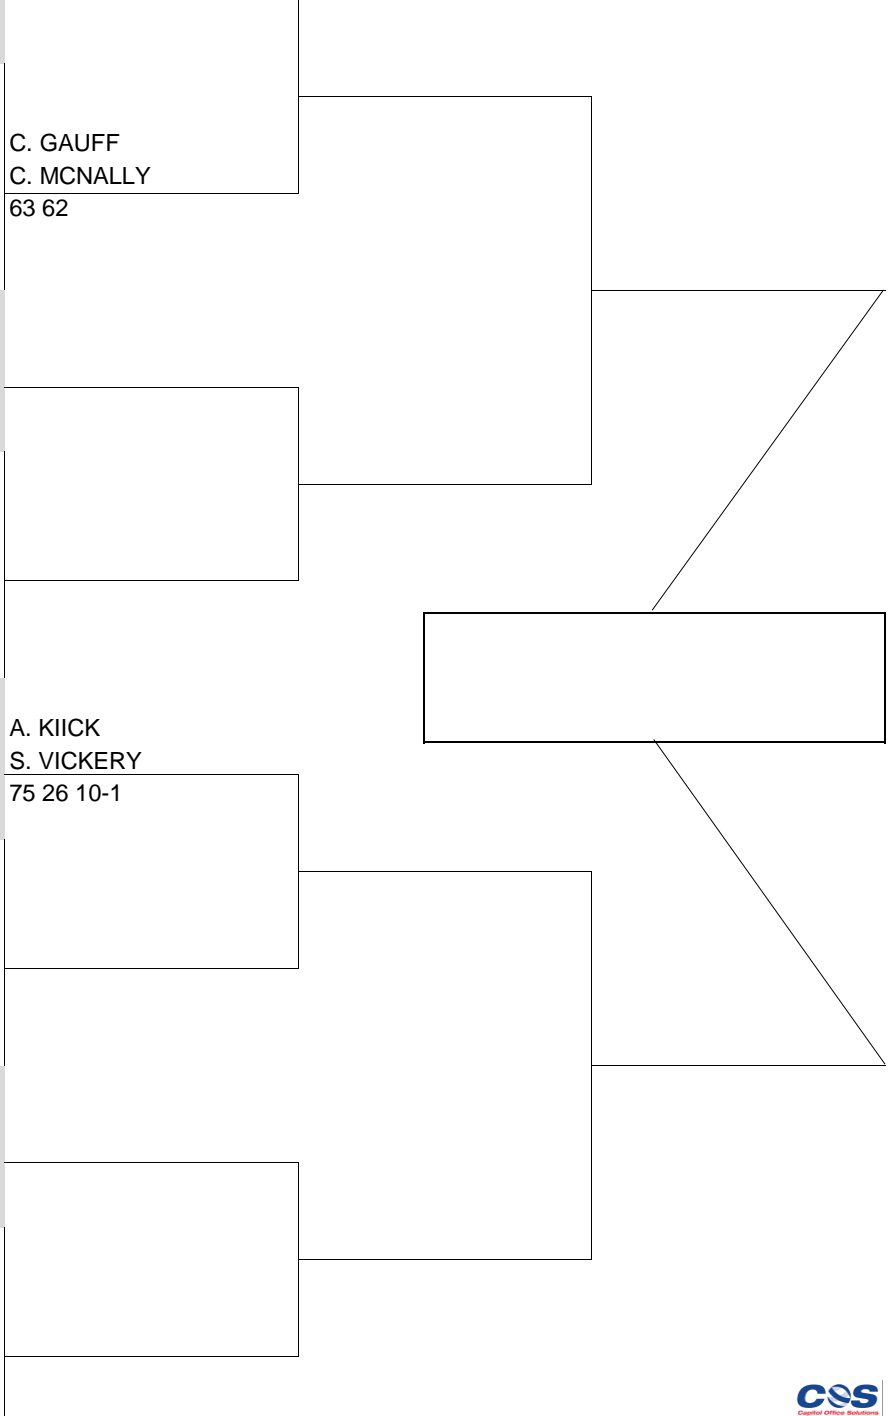 C. GAUFF
C. MCNALLY
63 62
A. KIICK
S. VICKERY
75 26 10-1
COS
Capitol Office Solutions